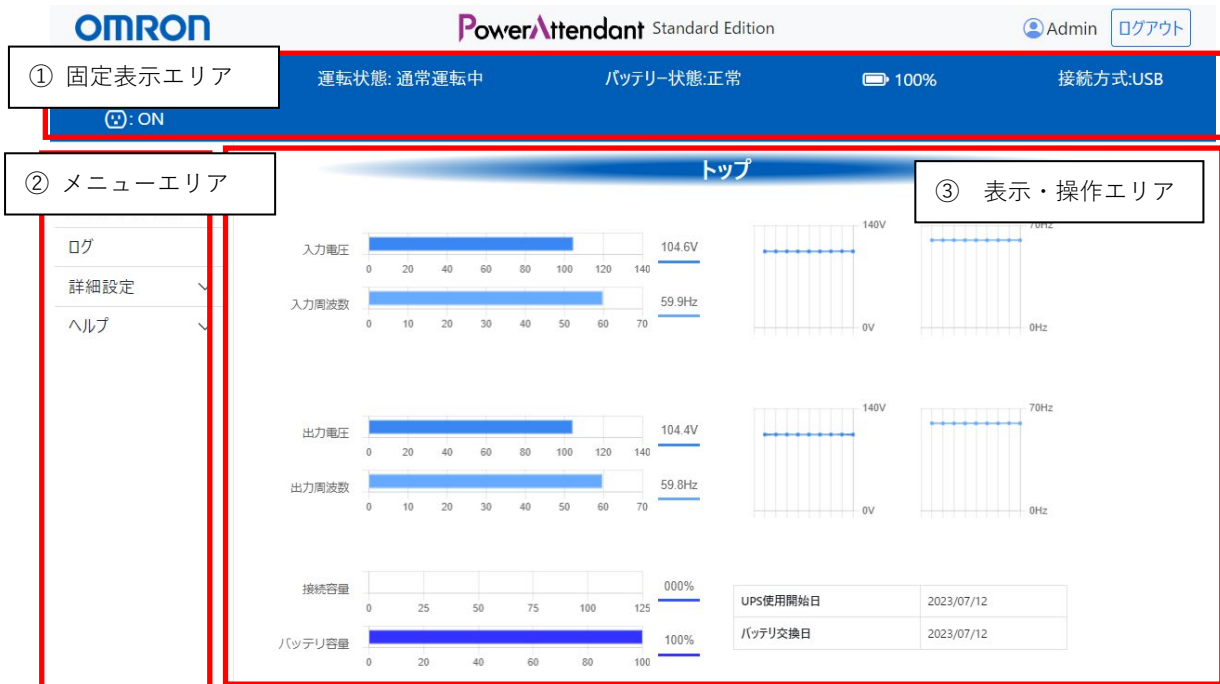 OMRON
PowerAttendant Standard Edition
Admin ログアウト
① 固定表示エリア
運転状態: 通常運転中 バッテリー状態:正常 100% 接続方式:USB
: ON
トップ
② メニューエリア
③ 表示・操作エリア
ログ
詳細設定
ヘルプ
入力電圧 104.6V
0 20 40 60 80 100 120 140
入力周波数 59.9Hz
0 10 20 30 40 50 60 70
140V
0V
70Hz
0Hz
出力電圧 104.4V
0 20 40 60 80 100 120 140
出力周波数 59.8Hz
0 10 20 30 40 50 60 70
140V
0V
70Hz
0Hz
接続容量 000%
0 25 50 75 100 125
バッテリ容量 100%
0 20 40 60 80 100
UPS使用開始日 2023/07/12
バッテリ交換日 2023/07/12